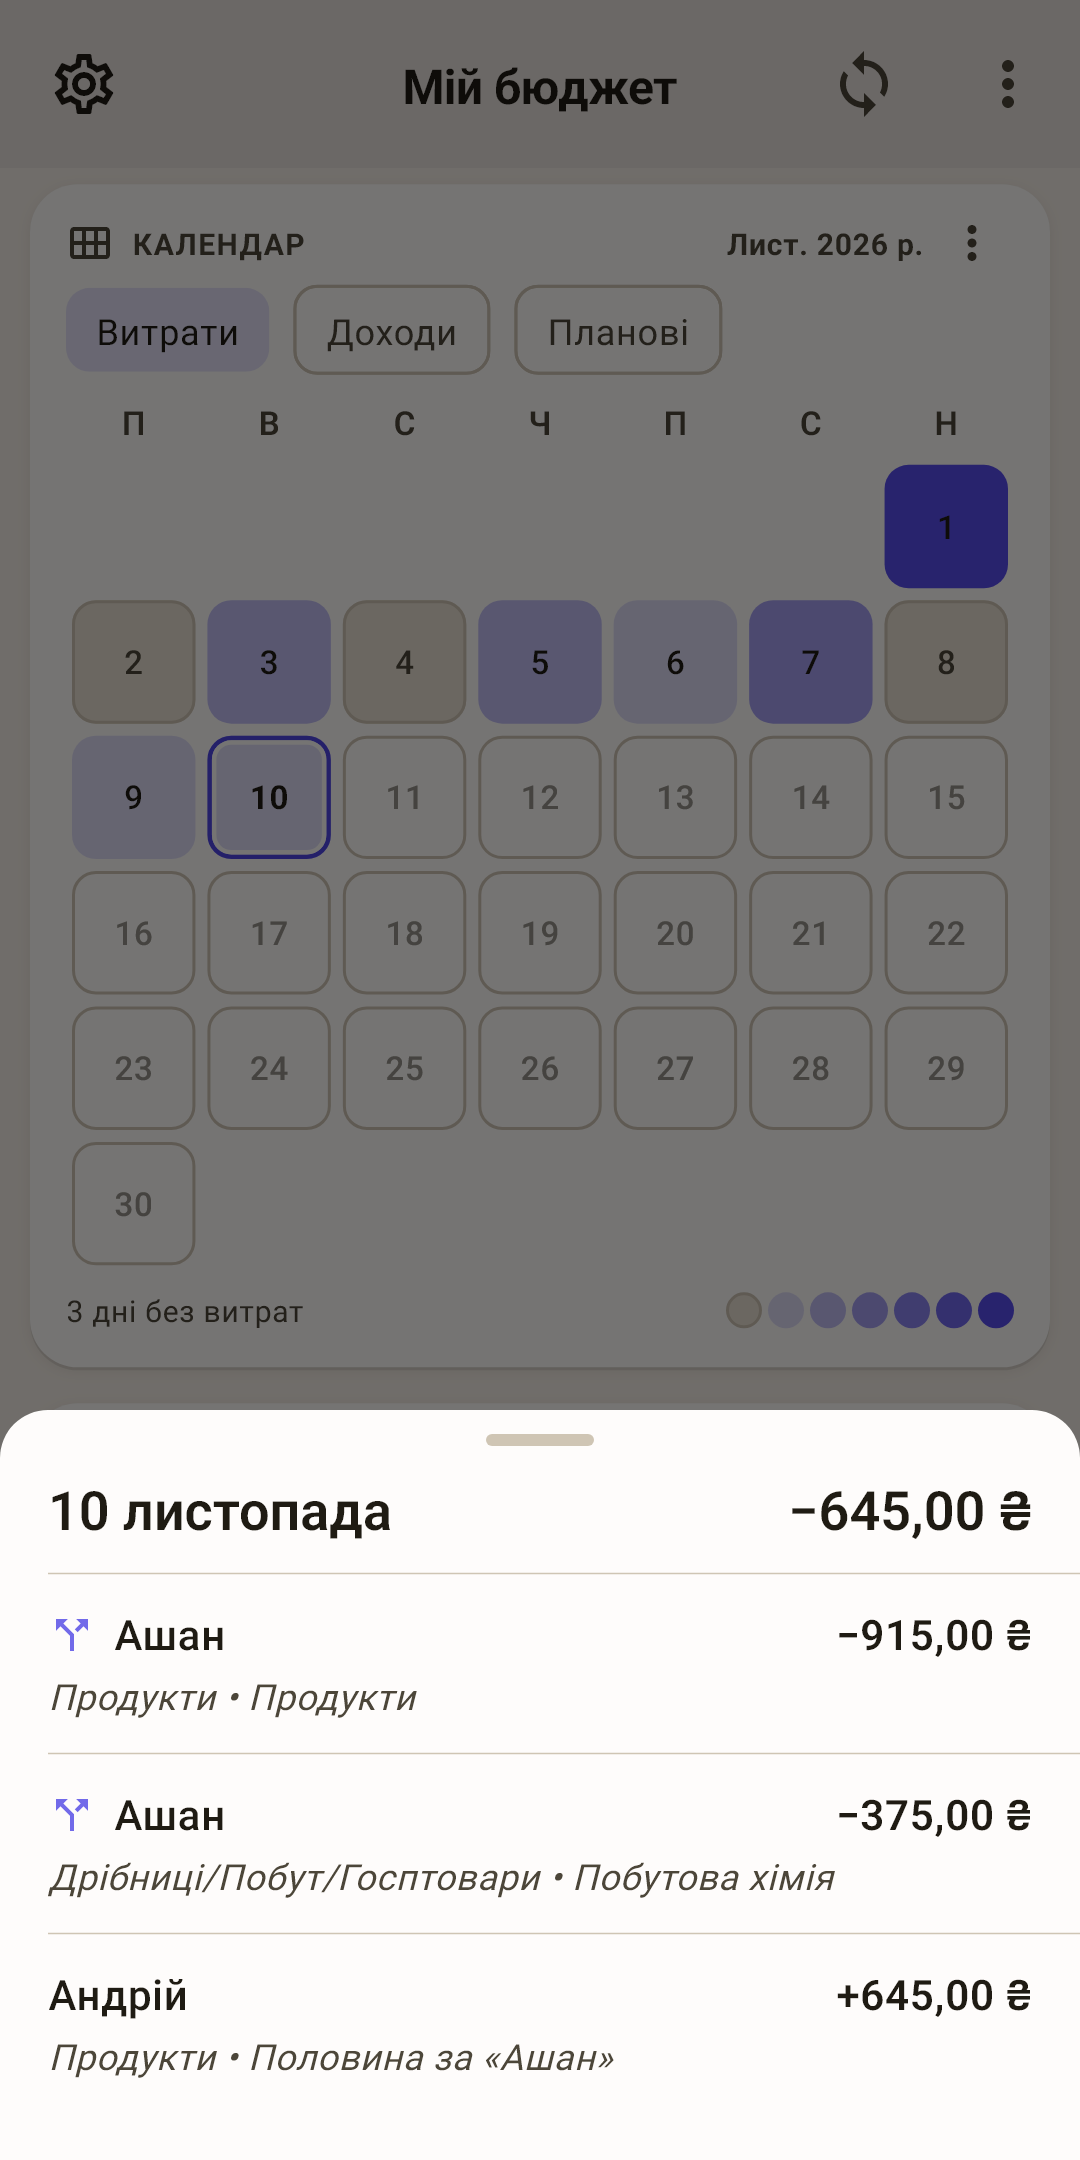 Мій бюджет
КАЛЕНДАР Лист. 2026 р.
Витрати Доходи Планові
П В С Ч П С Н
1
2 3 4 5 6 7 8
9 10 11 12 13 14 15
16 17 18 19 20 21 22
23 24 25 26 27 28 29
30
3 дні без витрат
10 листопада −645,00 ₴
Ашан −915,00 ₴
Продукти • Продукти
Ашан −375,00 ₴
Дрібниці/Побут/Госптовари • Побутова хімія
Андрій +645,00 ₴
Продукти • Половина за «Ашан»